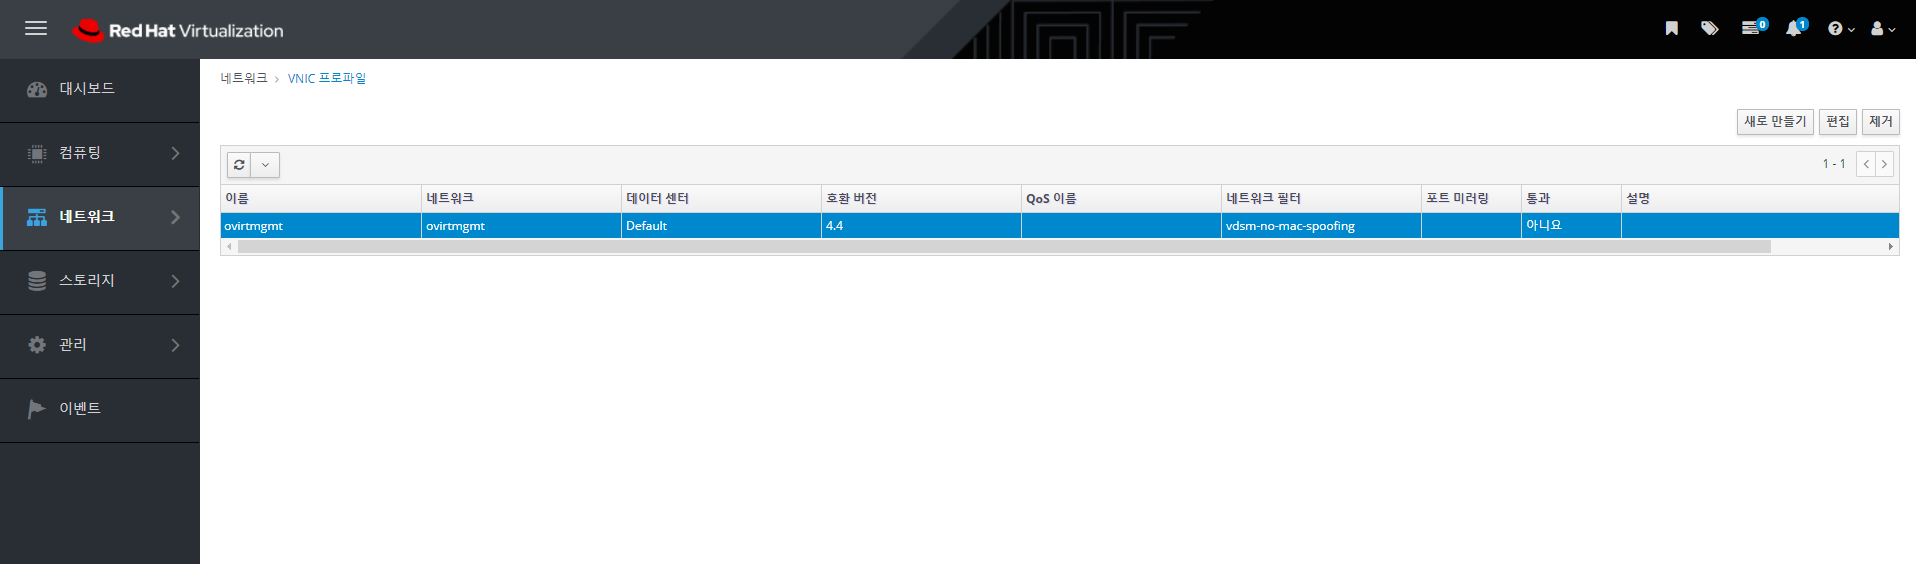 Red Hat Virtualization
0
1
대시보드
컴퓨팅
네트워크
스토리지
관리
이벤트
네트워크 > VNIC 프로파일
새로 만들기 편집 제거
1 - 1
이름 네트워크 데이터 센터 호환 버전 QoS 이름 네트워크 필터 포트 미러링 통과 설명
ovirtmgmt ovirtmgmt Default 4.4 vdsm-no-mac-spoofing 아니요